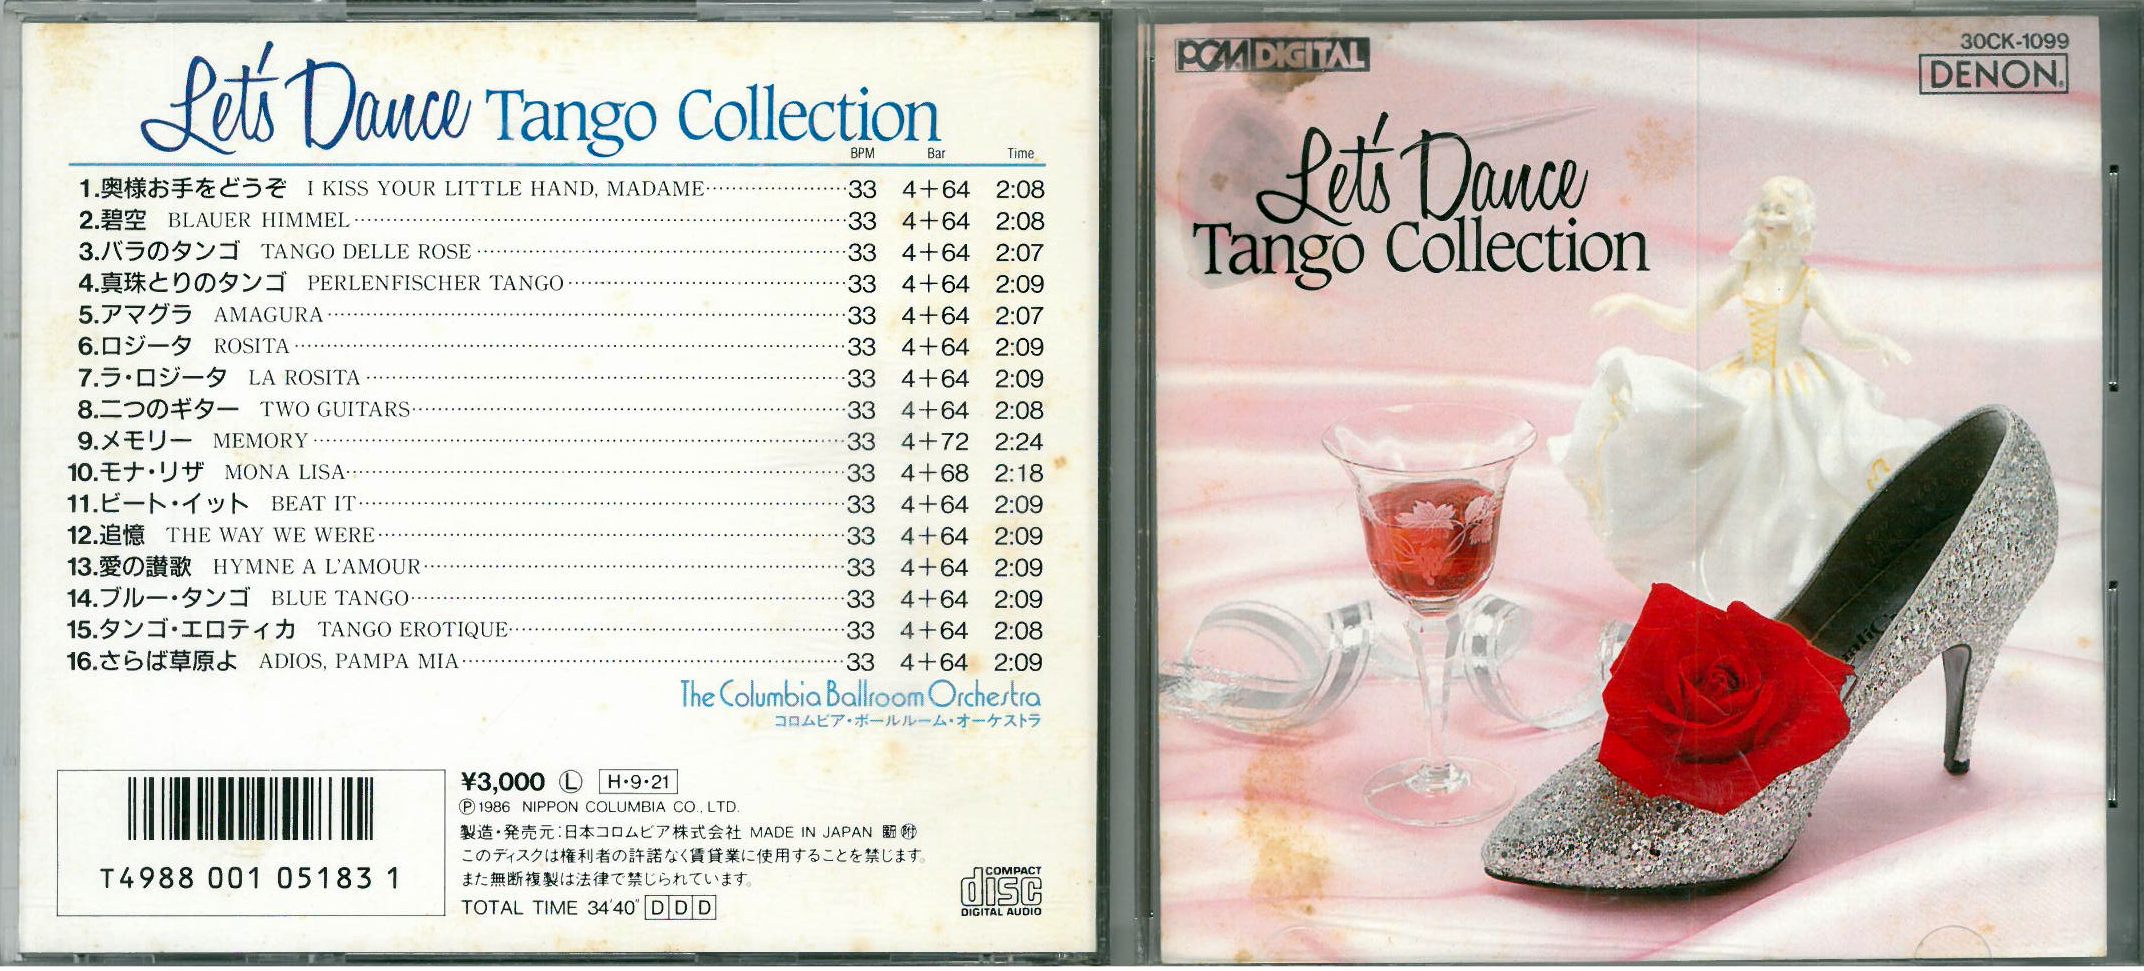 Let's Dance Tango Collection
BPM Bar Time
1.奥様お手をどうぞ I KISS YOUR LITTLE HAND, MADAME 33 4+64 2:08
2.碧空 BLAUER HIMMEL 33 4+64 2:08
3.バラのタンゴ TANGO DELLE ROSE 33 4+64 2:07
4.真珠とりのタンゴ PERLENFISCHER TANGO 33 4+64 2:09
5.アマグラ AMAGURA 33 4+64 2:07
6.ロジータ ROSITA 33 4+64 2:09
7.ラ・ロジータ LA ROSITA 33 4+64 2:09
8.二つのギター TWO GUITARS 33 4+64 2:08
9.メモリー MEMORY 33 4+72 2:24
10.モナ・リザ MONA LISA 33 4+68 2:18
11.ビート・イット BEAT IT 33 4+64 2:09
12.追憶 THE WAY WE WERE 33 4+64 2:09
13.愛の讃歌 HYMNE A L'AMOUR 33 4+64 2:09
14.ブルー・タンゴ BLUE TANGO 33 4+64 2:09
15.タンゴ・エロティカ TANGO EROTIQUE 33 4+64 2:08
16.さらば草原よ ADIOS, PAMPA MIA 33 4+64 2:09
The Columbia Ballroom Orchestra
コロムビア・ボールルーム・オーケストラ
T4988 001 05183 1
¥3,000 Ⓛ H・9・21
Ⓟ1986 NIPPON COLUMBIA CO., LTD.
製造・発売元:日本コロムビア株式会社 MADE IN JAPAN
このディスクは権利者の許諾なく賃貸業に使用することを禁じます。
また無断複製は法律で禁じられています。
TOTAL TIME 34'40" DDD
COMPACT
disc
DIGITAL AUDIO
PCM DIGITAL
30CK-1099
DENON
Let's Dance
Tango Collection